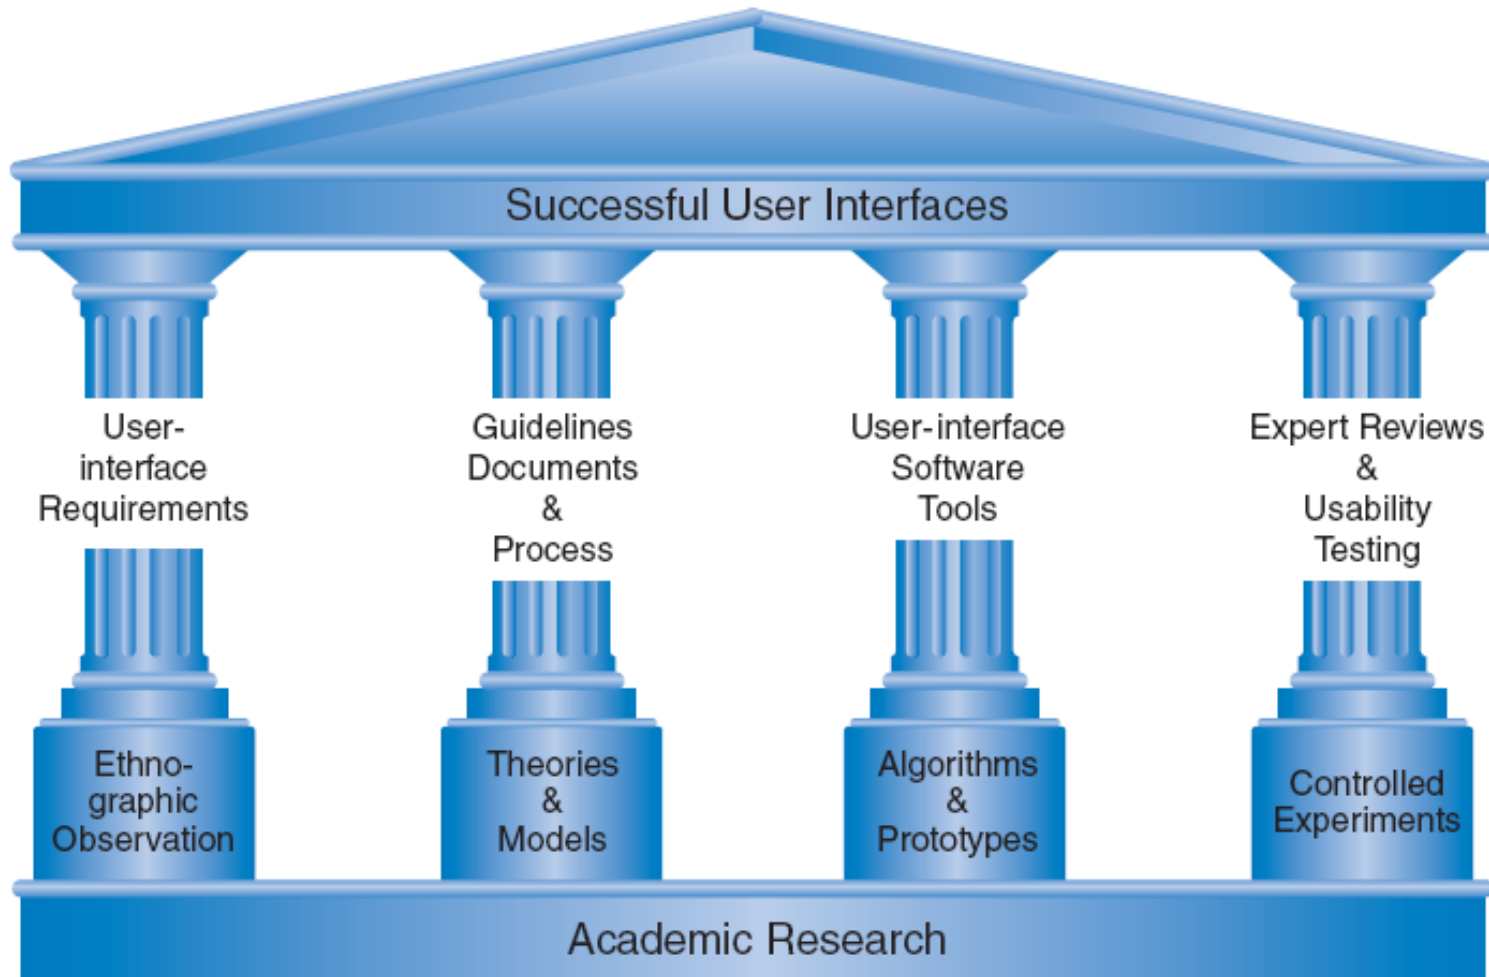 Successful User Interfaces
User-
interface
Requirements
Guidelines
Documents
&
Process
User-interface
Software
Tools
Expert Reviews
&
Usability
Testing
Ethno-
graphic
Observation
Theories
&
Models
Algorithms
&
Prototypes
Controlled
Experiments
Academic Research